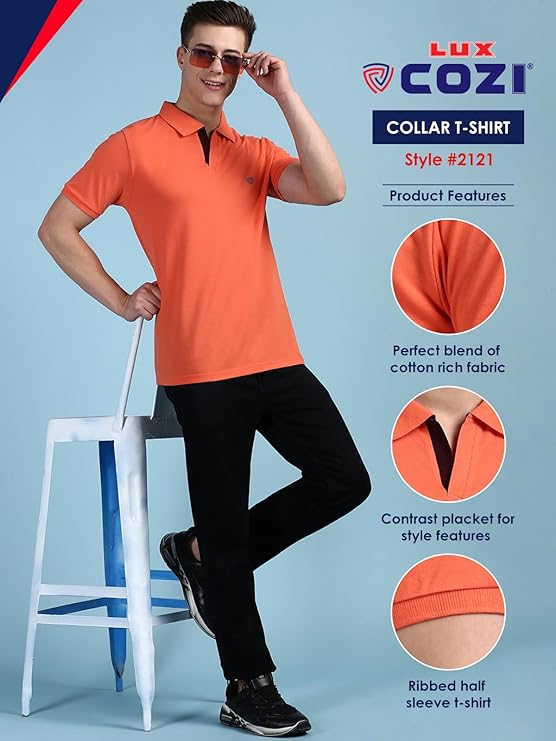 LUX
COZI®
COLLAR T-SHIRT
Style #2121
Product Features
Perfect blend of
cotton rich fabric
Contrast placket for
style features
Ribbed half
sleeve t-shirt